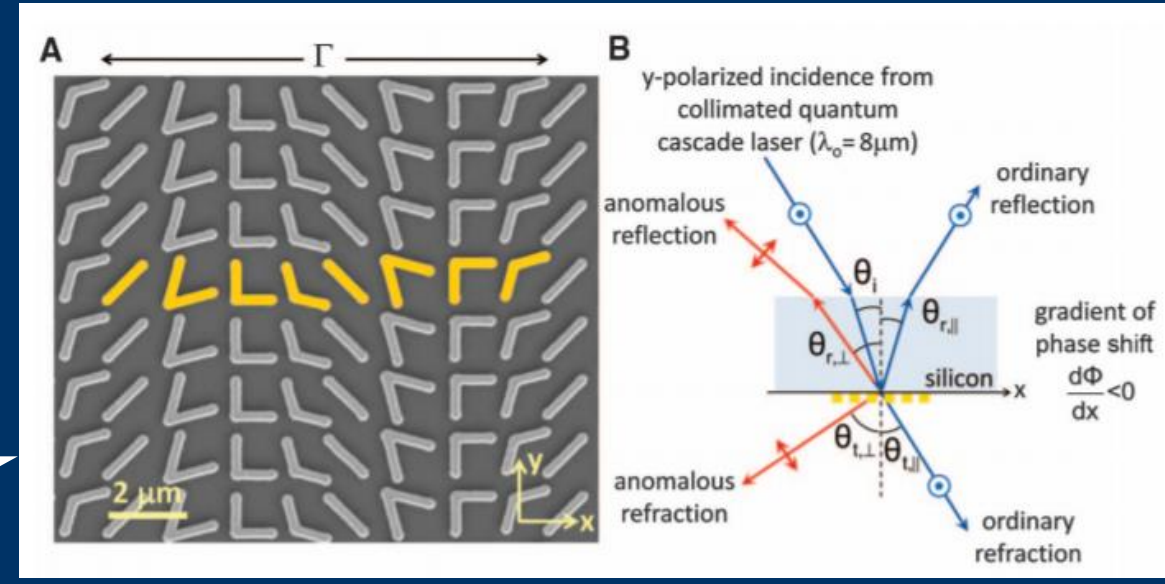 A
Γ
2 μm
y
x
B
y-polarized incidence from
collimated quantum
cascade laser (λo= 8μm)
ordinary
reflection
anomalous
reflection
θi
θr,∥
θr,⊥
gradient of
phase shift
dΦ
dx
<0
silicon
x
θt,⊥
θt,∥
anomalous
refraction
ordinary
refraction